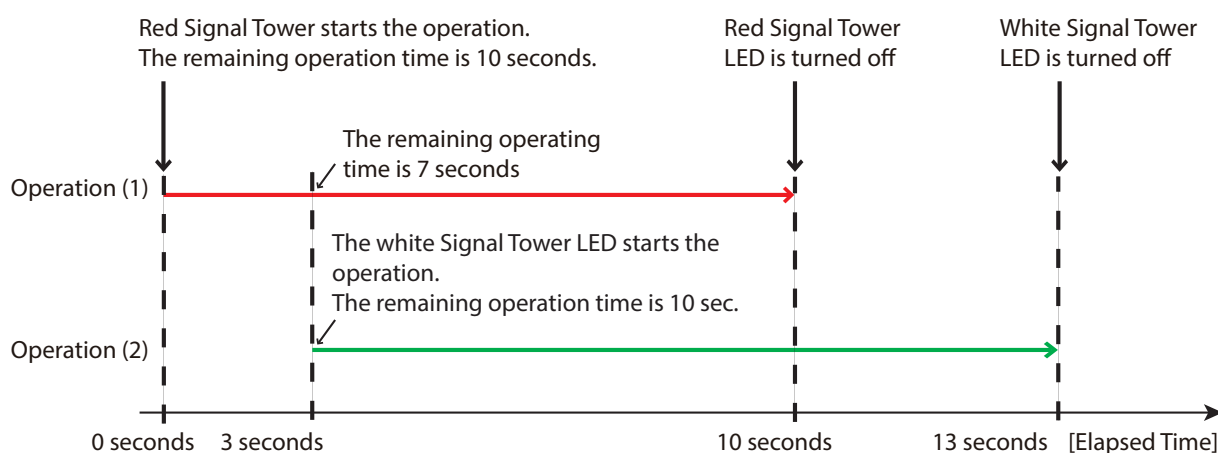 Red Signal Tower starts the operation.
The remaining operation time is 10 seconds.
Red Signal Tower
LED is turned off
White Signal Tower
LED is turned off
The remaining operating
time is 7 seconds
Operation (1)
The white Signal Tower LED starts the
operation.
The remaining operation time is 10 sec.
Operation (2)
0 seconds
3 seconds
10 seconds
13 seconds
[Elapsed Time]